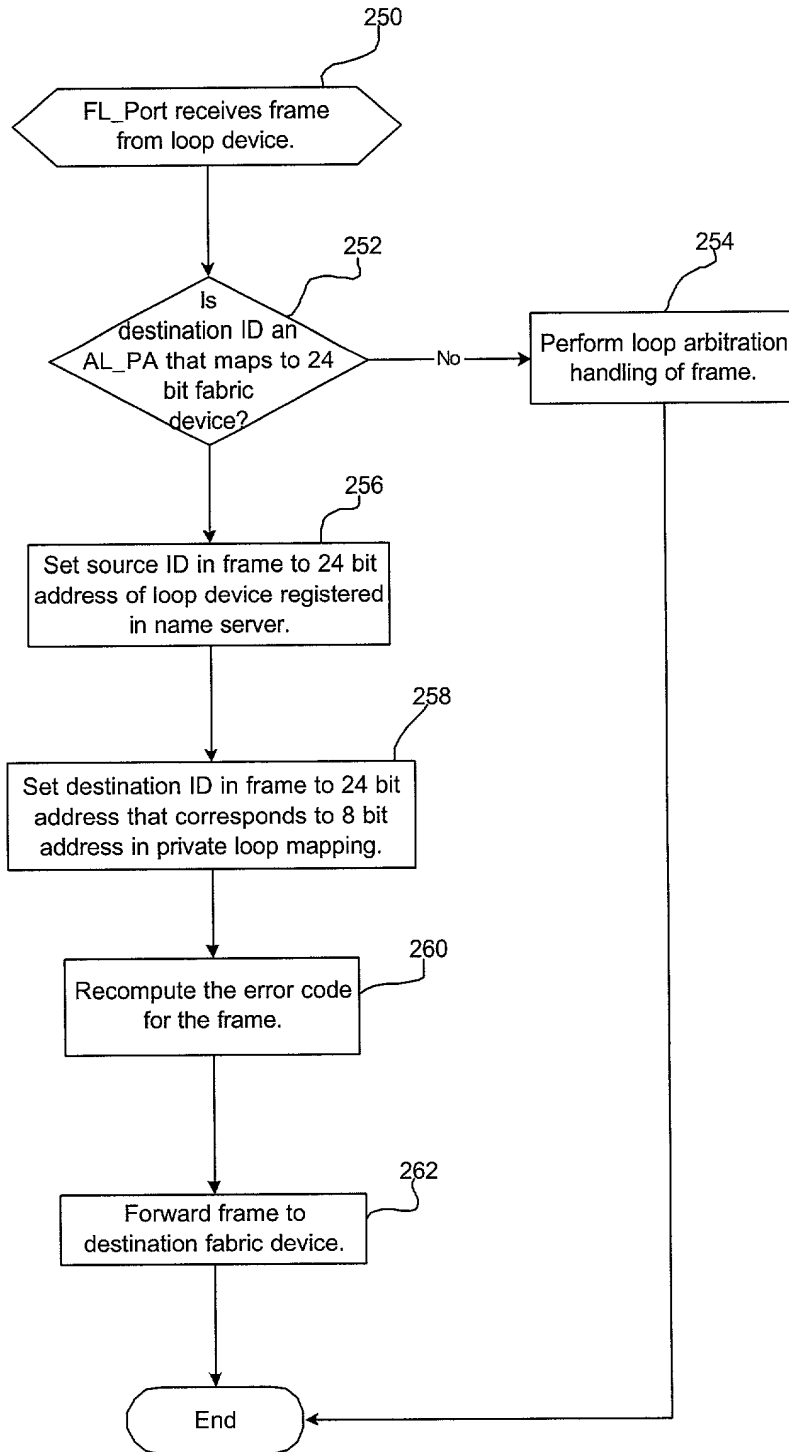 250
FL_Port receives frame
from loop device.
252
Is
destination ID an
AL_PA that maps to 24
bit fabric
device?
No
254
Perform loop arbitration
handling of frame.
256
Set source ID in frame to 24 bit
address of loop device registered
in name server.
258
Set destination ID in frame to 24 bit
address that corresponds to 8 bit
address in private loop mapping.
260
Recompute the error code
for the frame.
262
Forward frame to
destination fabric device.
End